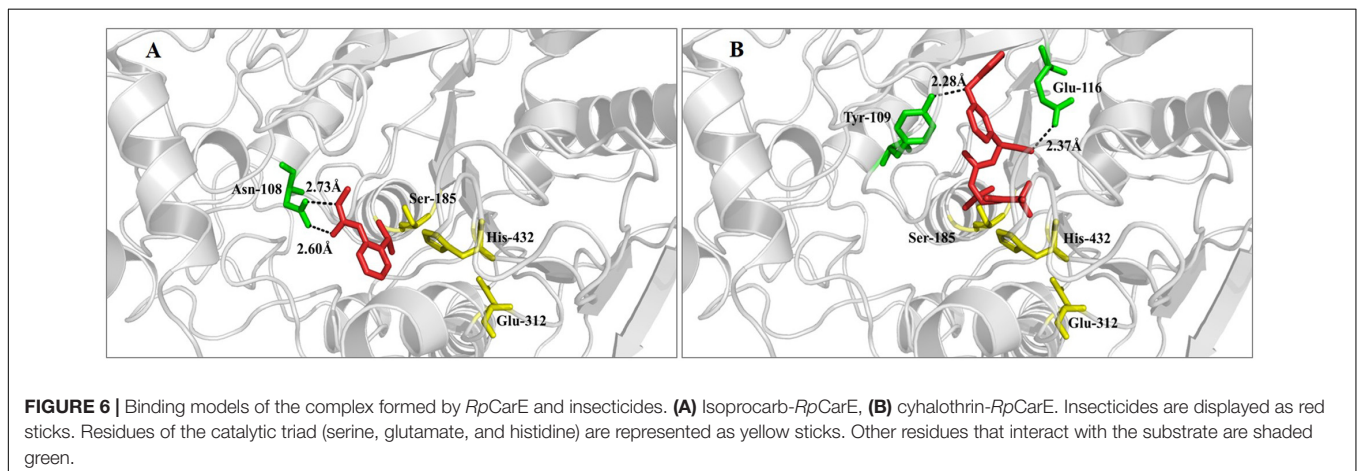 A
2.73Å
Asn-108
2.60Å
Ser-185
His-432
Glu-312
B
2.28Å
Glu-116
Tyr-109
2.37Å
Ser-185
His-432
Glu-312
FIGURE 6 | Binding models of the complex formed by RpCarE and insecticides. (A) Isoprocarb-RpCarE, (B) cyhalothrin-RpCarE. Insecticides are displayed as red
sticks. Residues of the catalytic triad (serine, glutamate, and histidine) are represented as yellow sticks. Other residues that interact with the substrate are shaded
green.